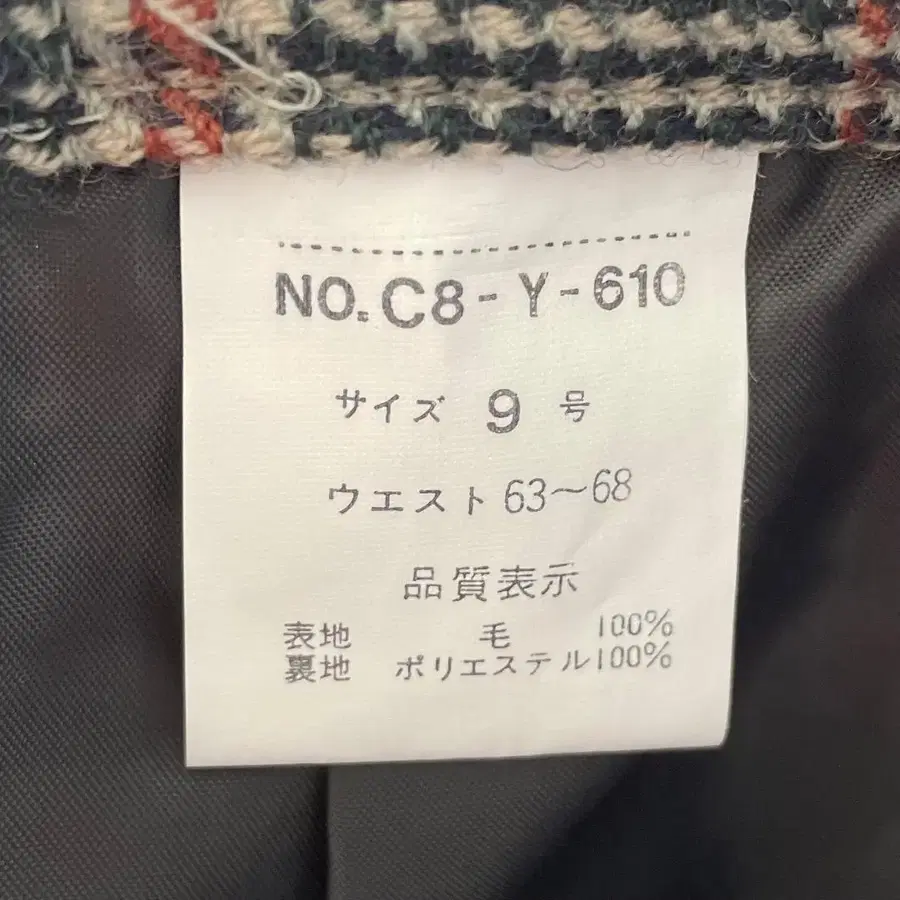 NO.C8-Y-610
サイズ 9 号
ウエスト 63～68
品質表示
表地 毛 100%
裏地 ポリエステル100%